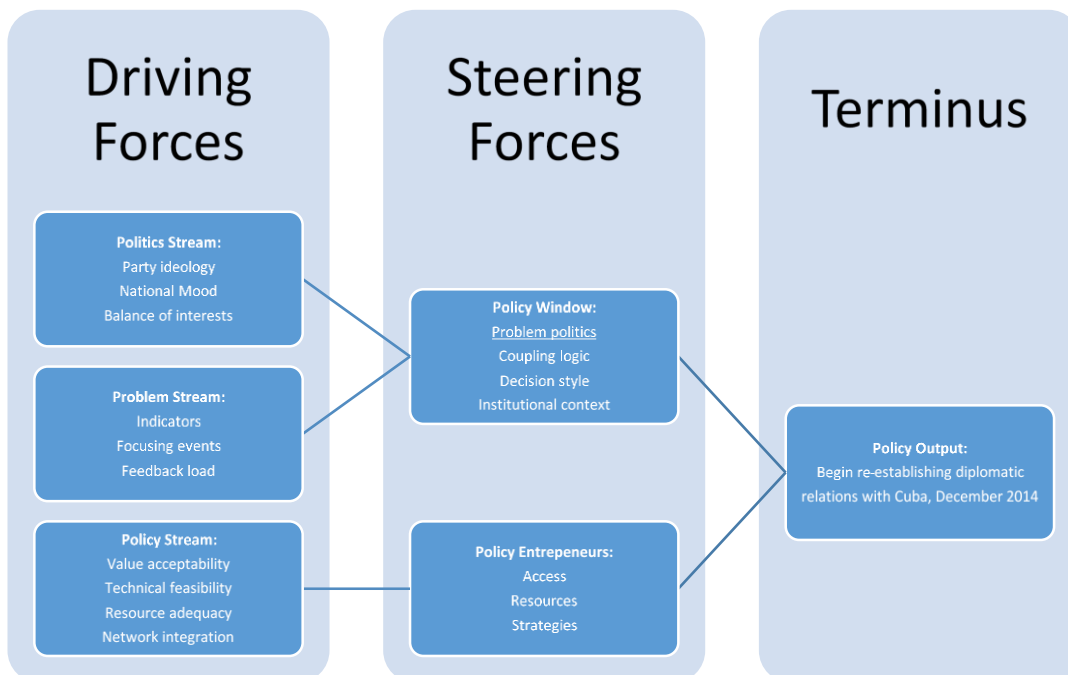 Driving
Forces
Politics Stream:
Party ideology
National Mood
Balance of interests
Problem Stream:
Indicators
Focusing events
Feedback load
Policy Stream:
Value acceptability
Technical feasibility
Resource adequacy
Network integration
Steering
Forces
Policy Window:
Problem politics
Coupling logic
Decision style
Institutional context
Policy Entrepeneurs:
Access
Resources
Strategies
Terminus
Policy Output:
Begin re-establishing diplomatic
relations with Cuba, December 2014